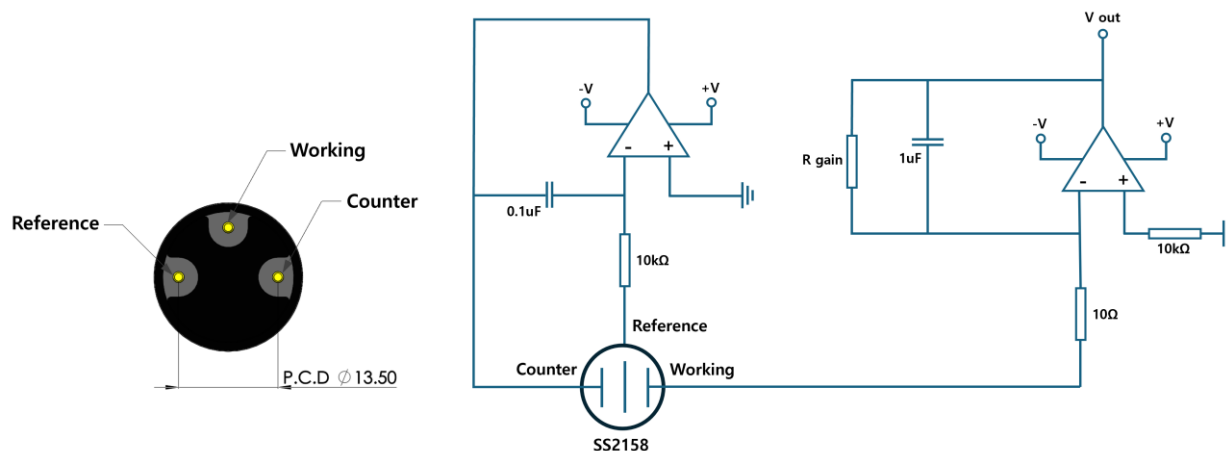 Working
Reference
Counter
P.C.D ∅13.50
-V
+V
-
+
0.1uF
10kΩ
Reference
Counter
Working
SS2158
V out
-V
+V
R gain
1uF
-
+
10kΩ
10Ω